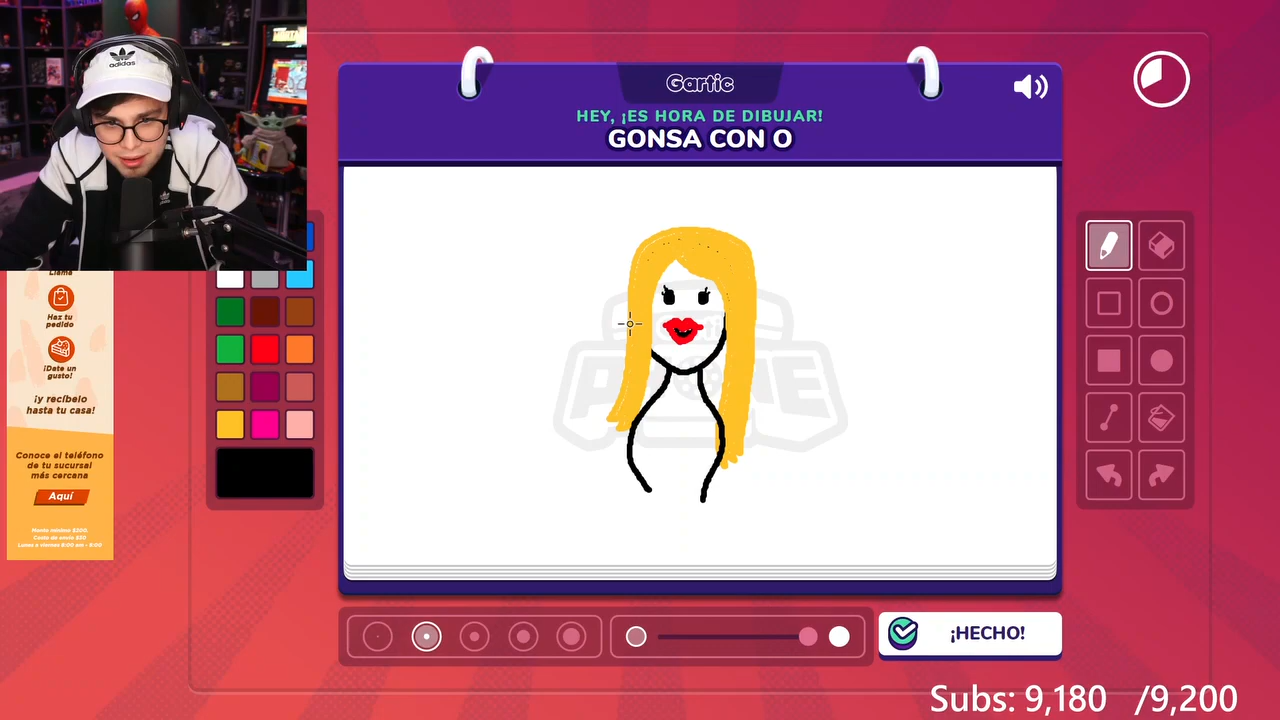 adidas
Gartic
HEY, ¡ES HORA DE DIBUJAR!
GONSA CON O
Llama
Haz tu
pedido
¡Date un
gusto!
¡y recíbelo
hasta tu casa!
Conoce el teléfono
de tu sucursal
más cercana
Aquí
¡HECHO!
Subs: 9,180 /9,200